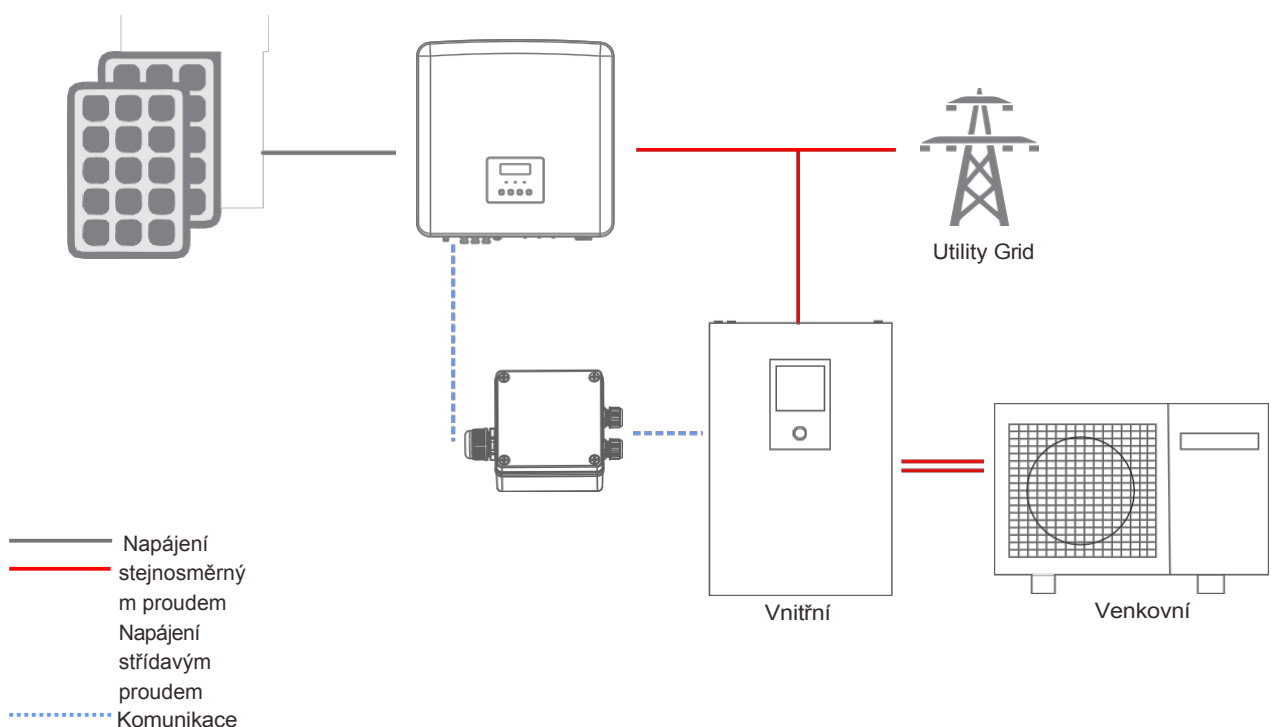 Utility Grid
Vnitřní
Venkovní
Napájení
stejnosměrný
m proudem
Napájení
střídavým
proudem
Komunikace